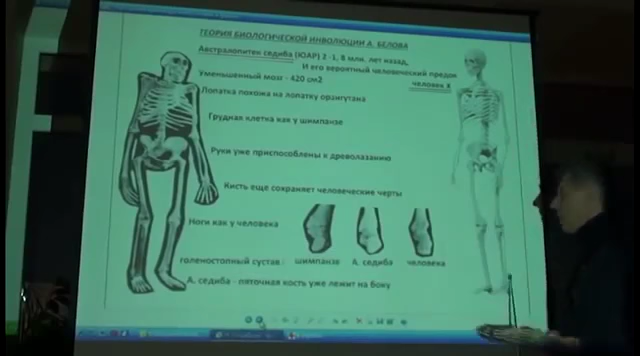 ТЕОРИЯ БИОЛОГИЧЕСКОЙ ИНВОЛЮЦИИ А. БЕЛОВА
Австралопитек седиба (ЮАР) 2 -1, 8 млн. лет назад,
И его вероятный человеческий предок
человек X
Уменьшенный мозг - 420 см2
Лопатка похожа на лопатку орангутана
Грудная клетка как у шимпанзе
Руки уже приспособлены к древолазанию
Кисть еще сохраняет человеческие черты
Ноги как у человека
голеностопный сустав : шимпанзе А. седиба человека
А. седиба - пяточная кость уже лежит на боку